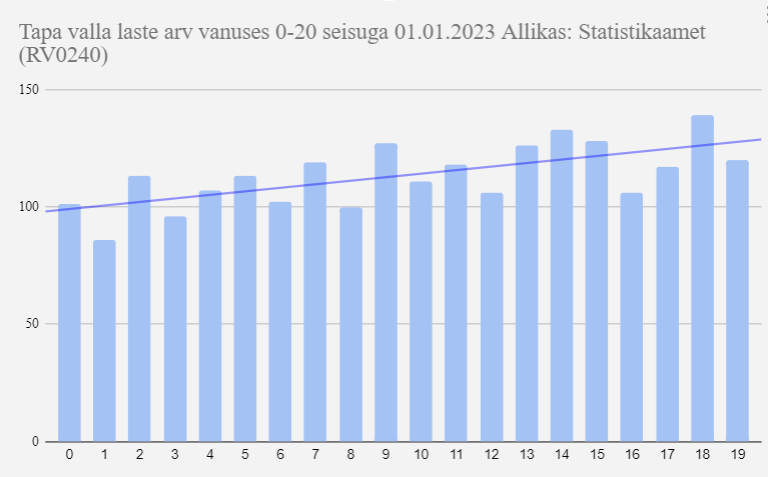 Tapa valla laste arv vanuses 0-20 seisuga 01.01.2023 Allikas: Statistikaamet
(RV0240)
150
100
50
0
0 1 2 3 4 5 6 7 8 9 10 11 12 13 14 15 16 17 18 19